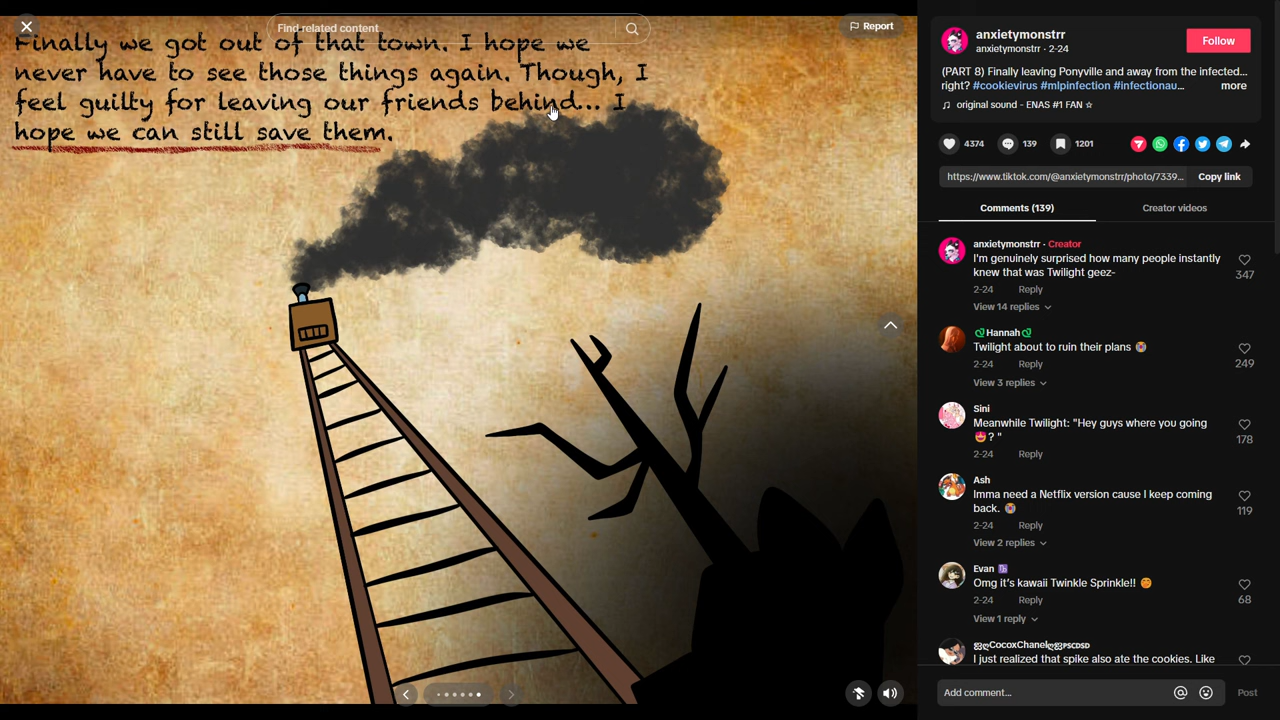 Find related content
Report
Finally we got out of that town. I hope we
never have to see those things again. Though, I
feel guilty for leaving our friends behind... I
hope we can still save them.
anxietymonstrr
anxietymonstrr · 2-24
Follow
(PART 8) Finally leaving Ponyville and away from the infected...
right? #cookievirus #mlpinfection #infectionau...
more
original sound - ENAS #1 FAN ☆
4374
139
1201
https://www.tiktok.com/@anxietymonstrr/photo/7339...
Copy link
Comments (139)
Creator videos
anxietymonstrr · Creator
I'm genuinely surprised how many people instantly
knew that was Twilight geez-
347
2-24 Reply
View 14 replies
Hannah
Twilight about to ruin their plans 😭
249
2-24 Reply
View 3 replies
Sini
Meanwhile Twilight: "Hey guys where you going
🤩? "
178
2-24 Reply
Ash
Imma need a Netflix version cause I keep coming
back. 😭
119
2-24 Reply
View 2 replies
Evan ♑
Omg it's kawaii Twinkle Sprinkle!! 🥴
68
2-24 Reply
View 1 reply
I just realized that spike also ate the cookies. Like
Add comment...
Post